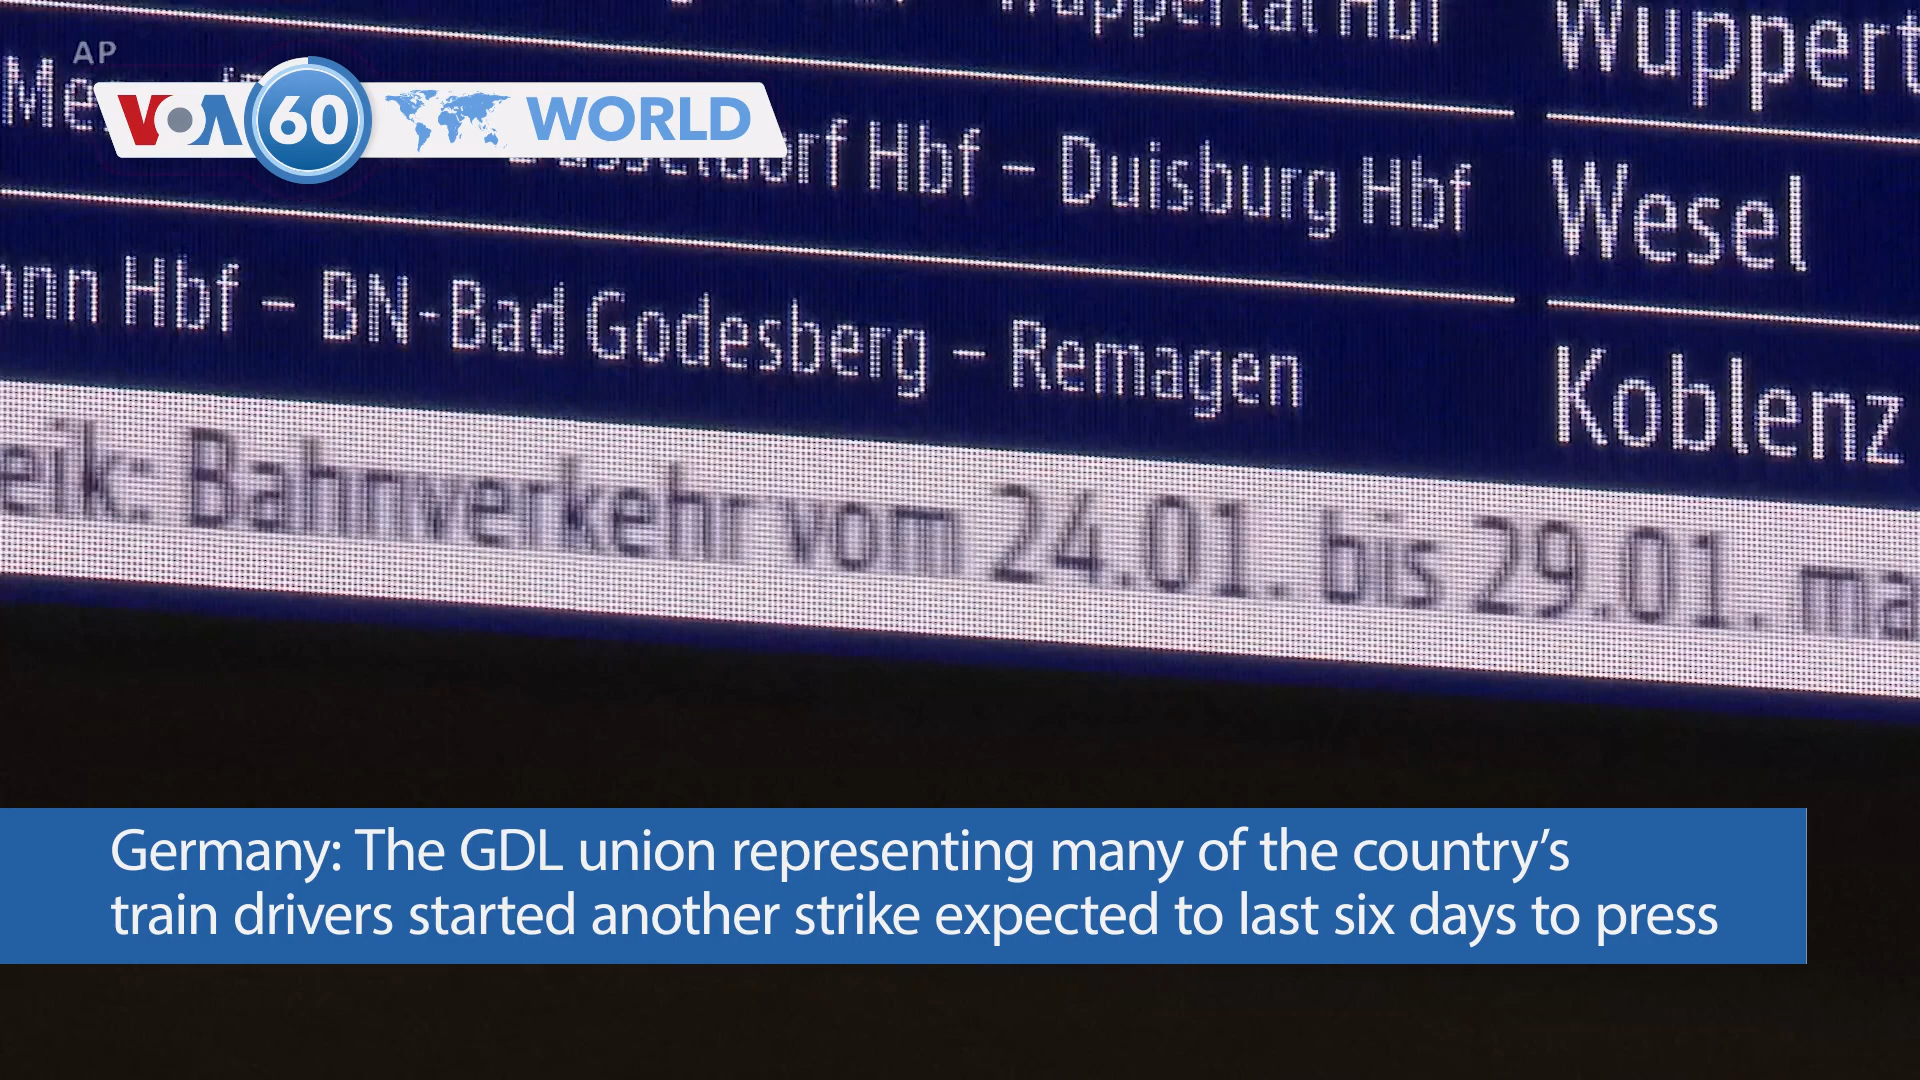 AP
VOA 60 WORLD
Wuppertal Hbf
Hbf – Duisburg Hbf
Wesel
Hbf – BN-Bad Godesberg – Remagen
Koblenz
Bahnverkehr vom 24.01. bis 29.01.
Germany: The GDL union representing many of the country’s
train drivers started another strike expected to last six days to press